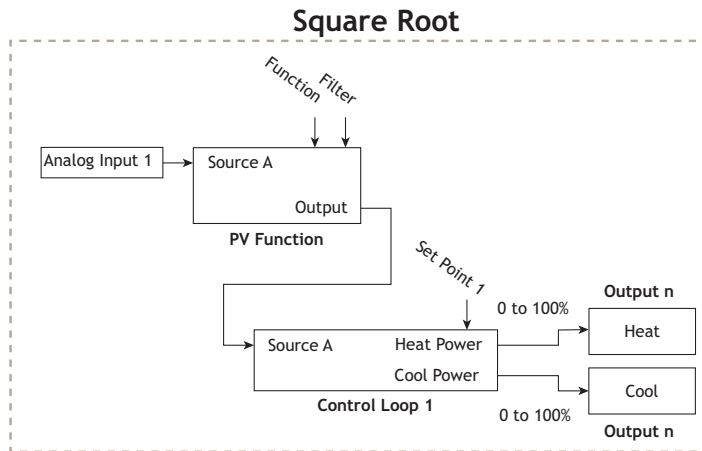 Square Root
Function
Filter
Analog Input 1
Source A
Output
PV Function
Set Point 1
Output n
0 to 100%
Source A
Heat Power
Heat
Cool Power
Cool
Control Loop 1
0 to 100%
Output n